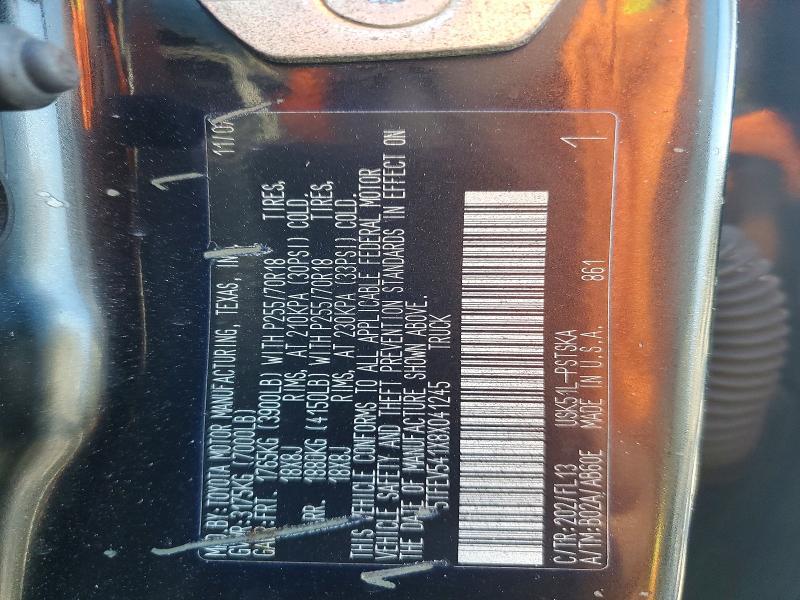 MFD.BY: TOYOTA MOTOR MANUFACTURING, TEXAS, 11/07
GVWR: 3175KG (7000LB)
GAWR: FRT. 1765KG (3900LB) WITH P255/70R18 TIRES,
18X8J RIMS, AT 210KPA (30PSI) COLD.
RR. 1880KG (4150LB) WITH P255/70R18 TIRES,
18X8J RIMS, AT 230KPA (33PSI) COLD.
THIS VEHICLE CONFORMS TO ALL APPLICABLE FEDERAL MOTOR
VEHICLE SAFETY AND THEFT PREVENTION STANDARDS IN EFFECT ON
THE DATE OF MANUFACTURE SHOWN ABOVE.
5TFEV541X8X041245 TRUCK
C/TR:202/FL13 USK51L-PSTSKA 1
A/TM:B02A/AB60E MADE IN U.S.A. 861